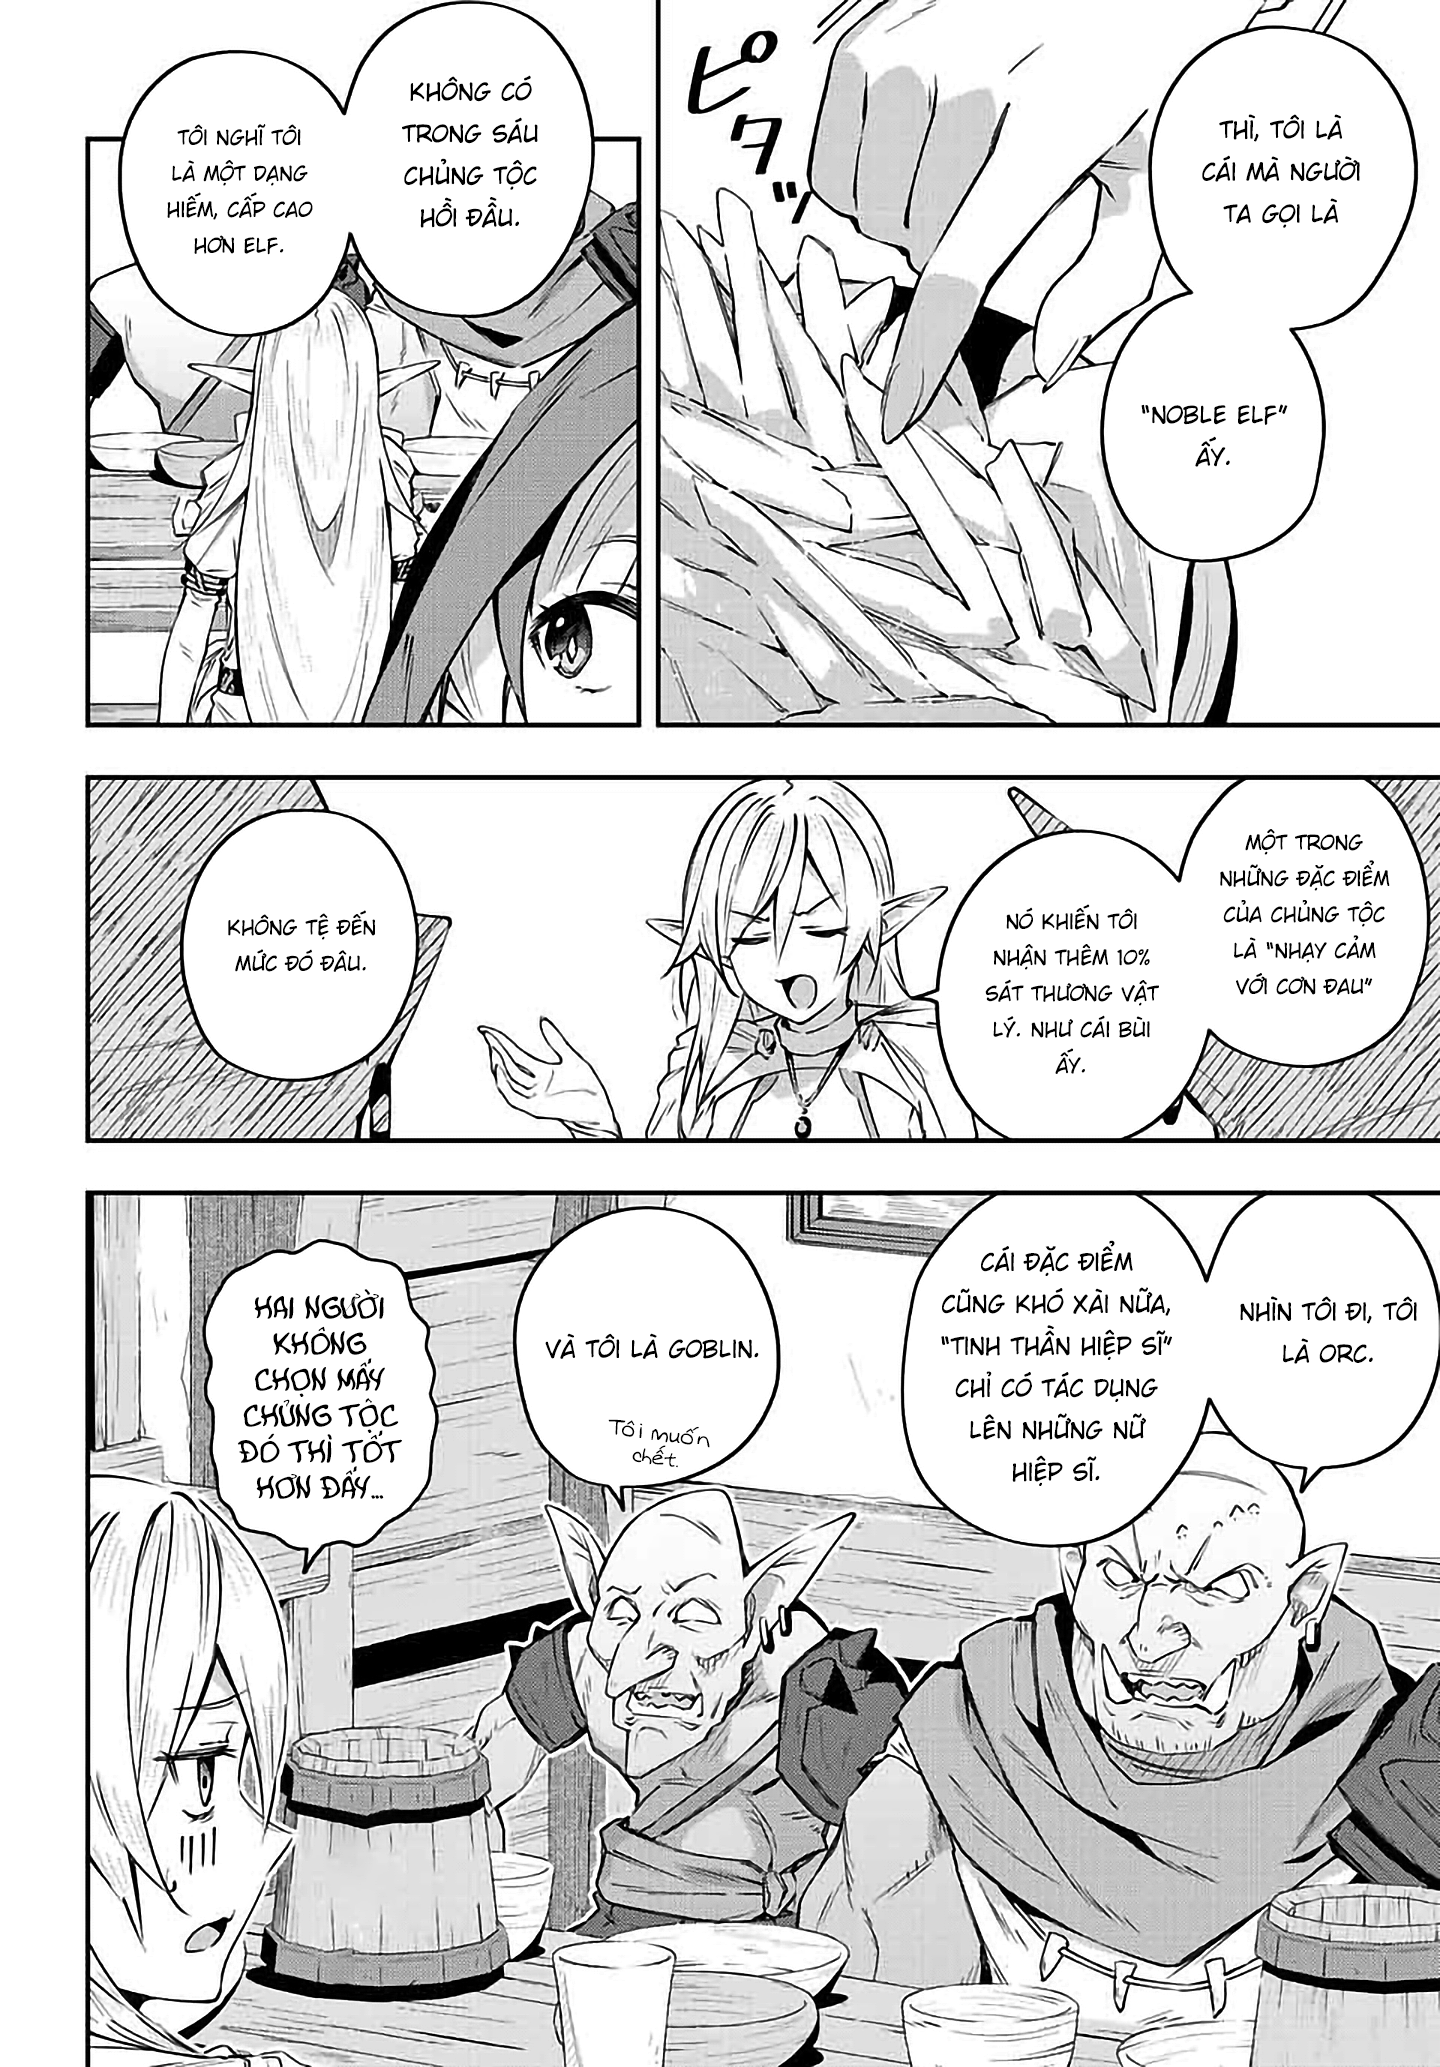 THÌ, TÔI LÀ
CÁI MÀ NGƯỜI
TA GỌI LÀ
"NOBLE ELF"
ẤY.
ピタッ
KHÔNG CÓ
TRONG SÁU
CHỦNG TỘC
HỒI ĐẦU.
TÔI NGHĨ TÔI
LÀ MỘT DẠNG
HIẾM, CẤP CAO
HƠN ELF.
MỘT TRONG
NHỮNG ĐẶC ĐIỂM
CỦA CHỦNG TỘC
LÀ "NHẠY CẢM
VỚI CƠN ĐAU"
NÓ KHIẾN TÔI
NHẬN THÊM 10%
SÁT THƯƠNG VẬT
LÝ. NHƯ CÁI BÙI
ẤY.
KHÔNG TỆ ĐẾN
MỨC ĐÓ ĐÂU.
NHÌN TÔI ĐI, TÔI
LÀ ORC.
CÁI ĐẶC ĐIỂM
CŨNG KHÓ XÀI NỮA,
"TINH THẦN HIỆP SĨ"
CHỈ CÓ TÁC DỤNG
LÊN NHỮNG NỮ
HIỆP SĨ.
VÀ TÔI LÀ GOBLIN.
Tôi muốn
chết.
HAI NGƯỜI
KHÔNG
CHỌN MẤY
CHỦNG TỘC
ĐÓ THÌ TỐT
HƠN ĐẤY...